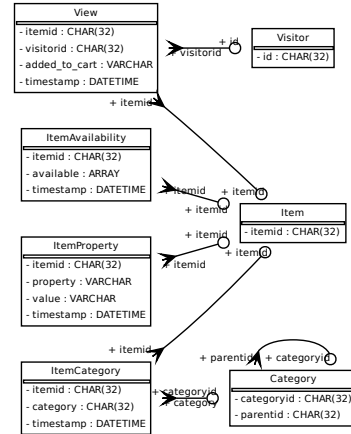 View
- itemid : CHAR(32)
- visitorid : CHAR(32)
- added_to_cart : VARCHAR
- timestamp : DATETIME
+ id
+ visitorid
Visitor
- id : CHAR(32)
+ itemid
ItemAvailability
- itemid : CHAR(32)
- available : ARRAY
- timestamp : DATETIME
+ itemid
+ itemid
+ itemid
Item
- itemid : CHAR(32)
ItemProperty
- itemid : CHAR(32)
- property : VARCHAR
- value : VARCHAR
- timestamp : DATETIME
+ itemid
+ itemid
+ itemid
+ itemid
ItemCategory
- itemid : CHAR(32)
- category : CHAR(32)
- timestamp : DATETIME
+ categoryid
+ category
+ parentid
+ categoryid
Category
- categoryid : CHAR(32)
- parentid : CHAR(32)